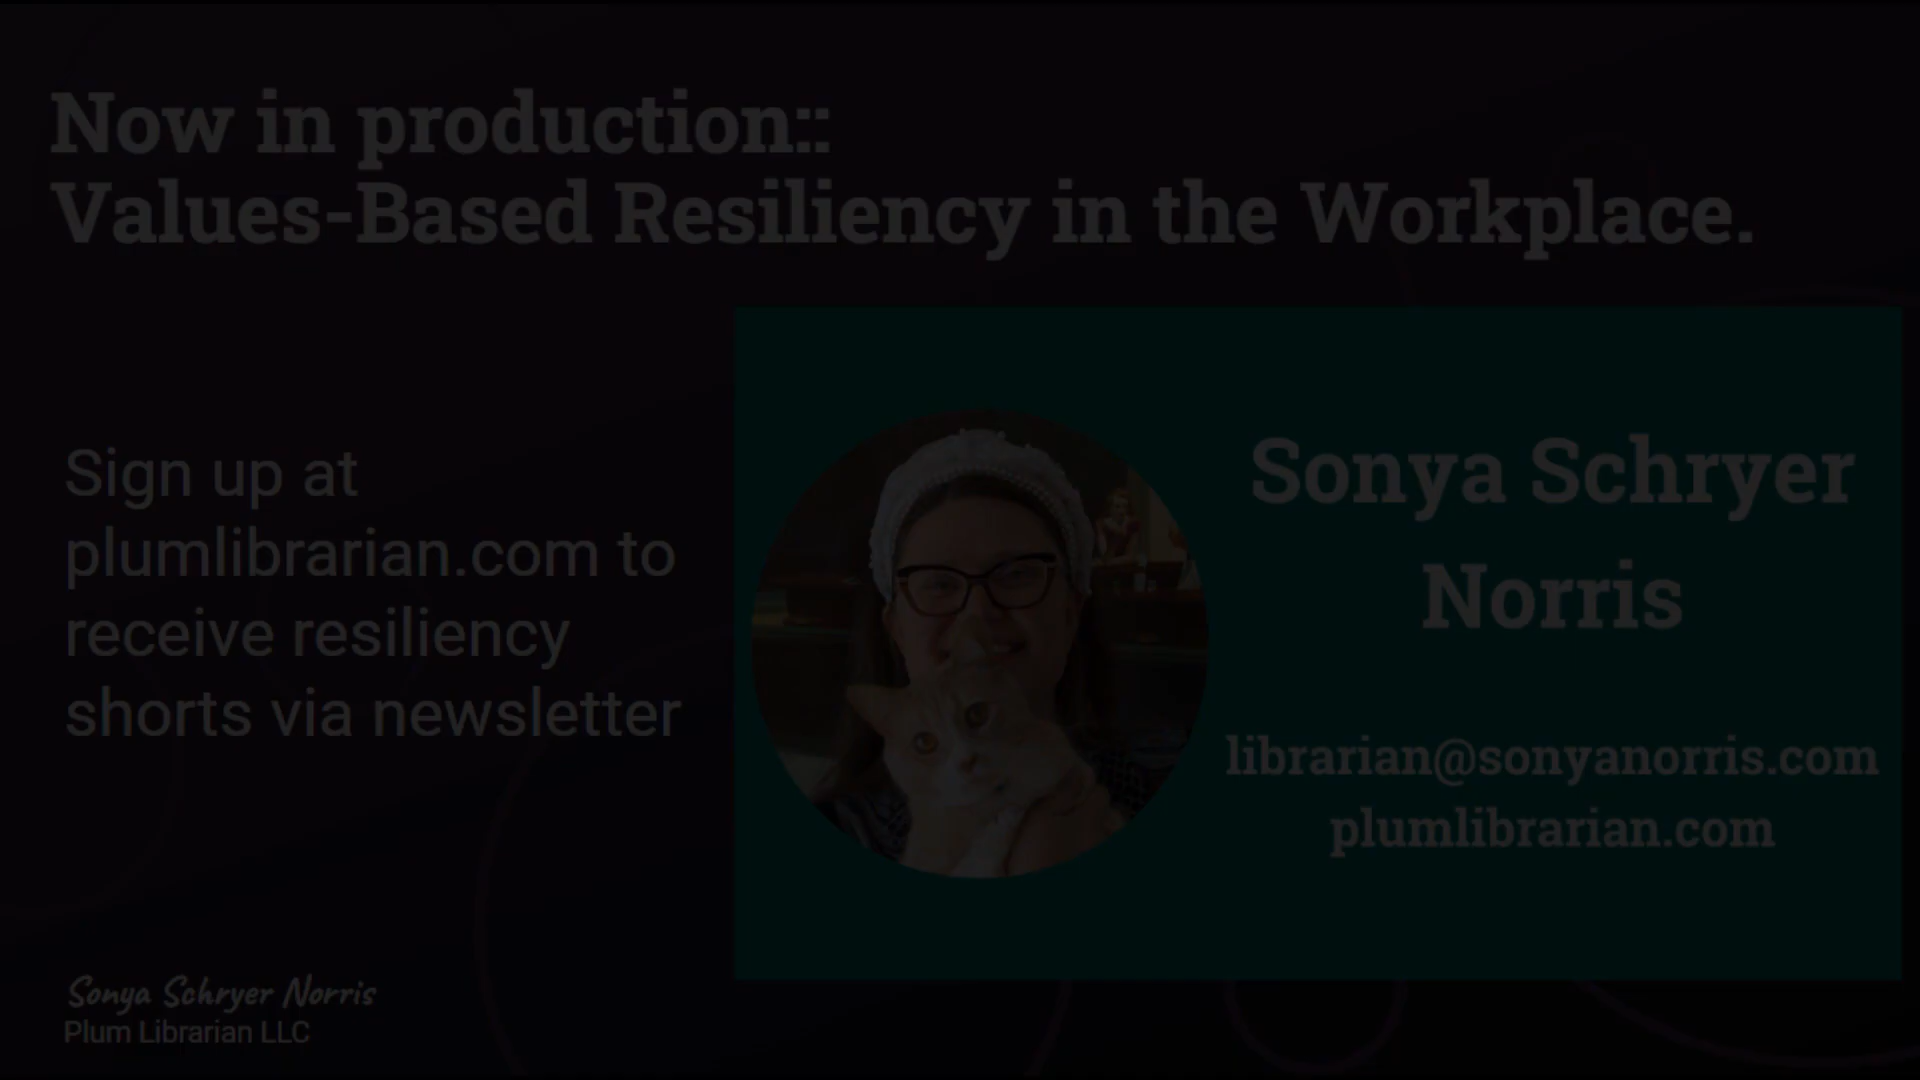 Now in production::
Values-Based Resiliency in the Workplace.
Sign up at
plumlibrarian.com to
receive resiliency
shorts via newsletter
Sonya Schryer
Norris
librarian@sonyanorris.com
plumlibrarian.com
Sonya Schryer Norris
Plum Librarian LLC